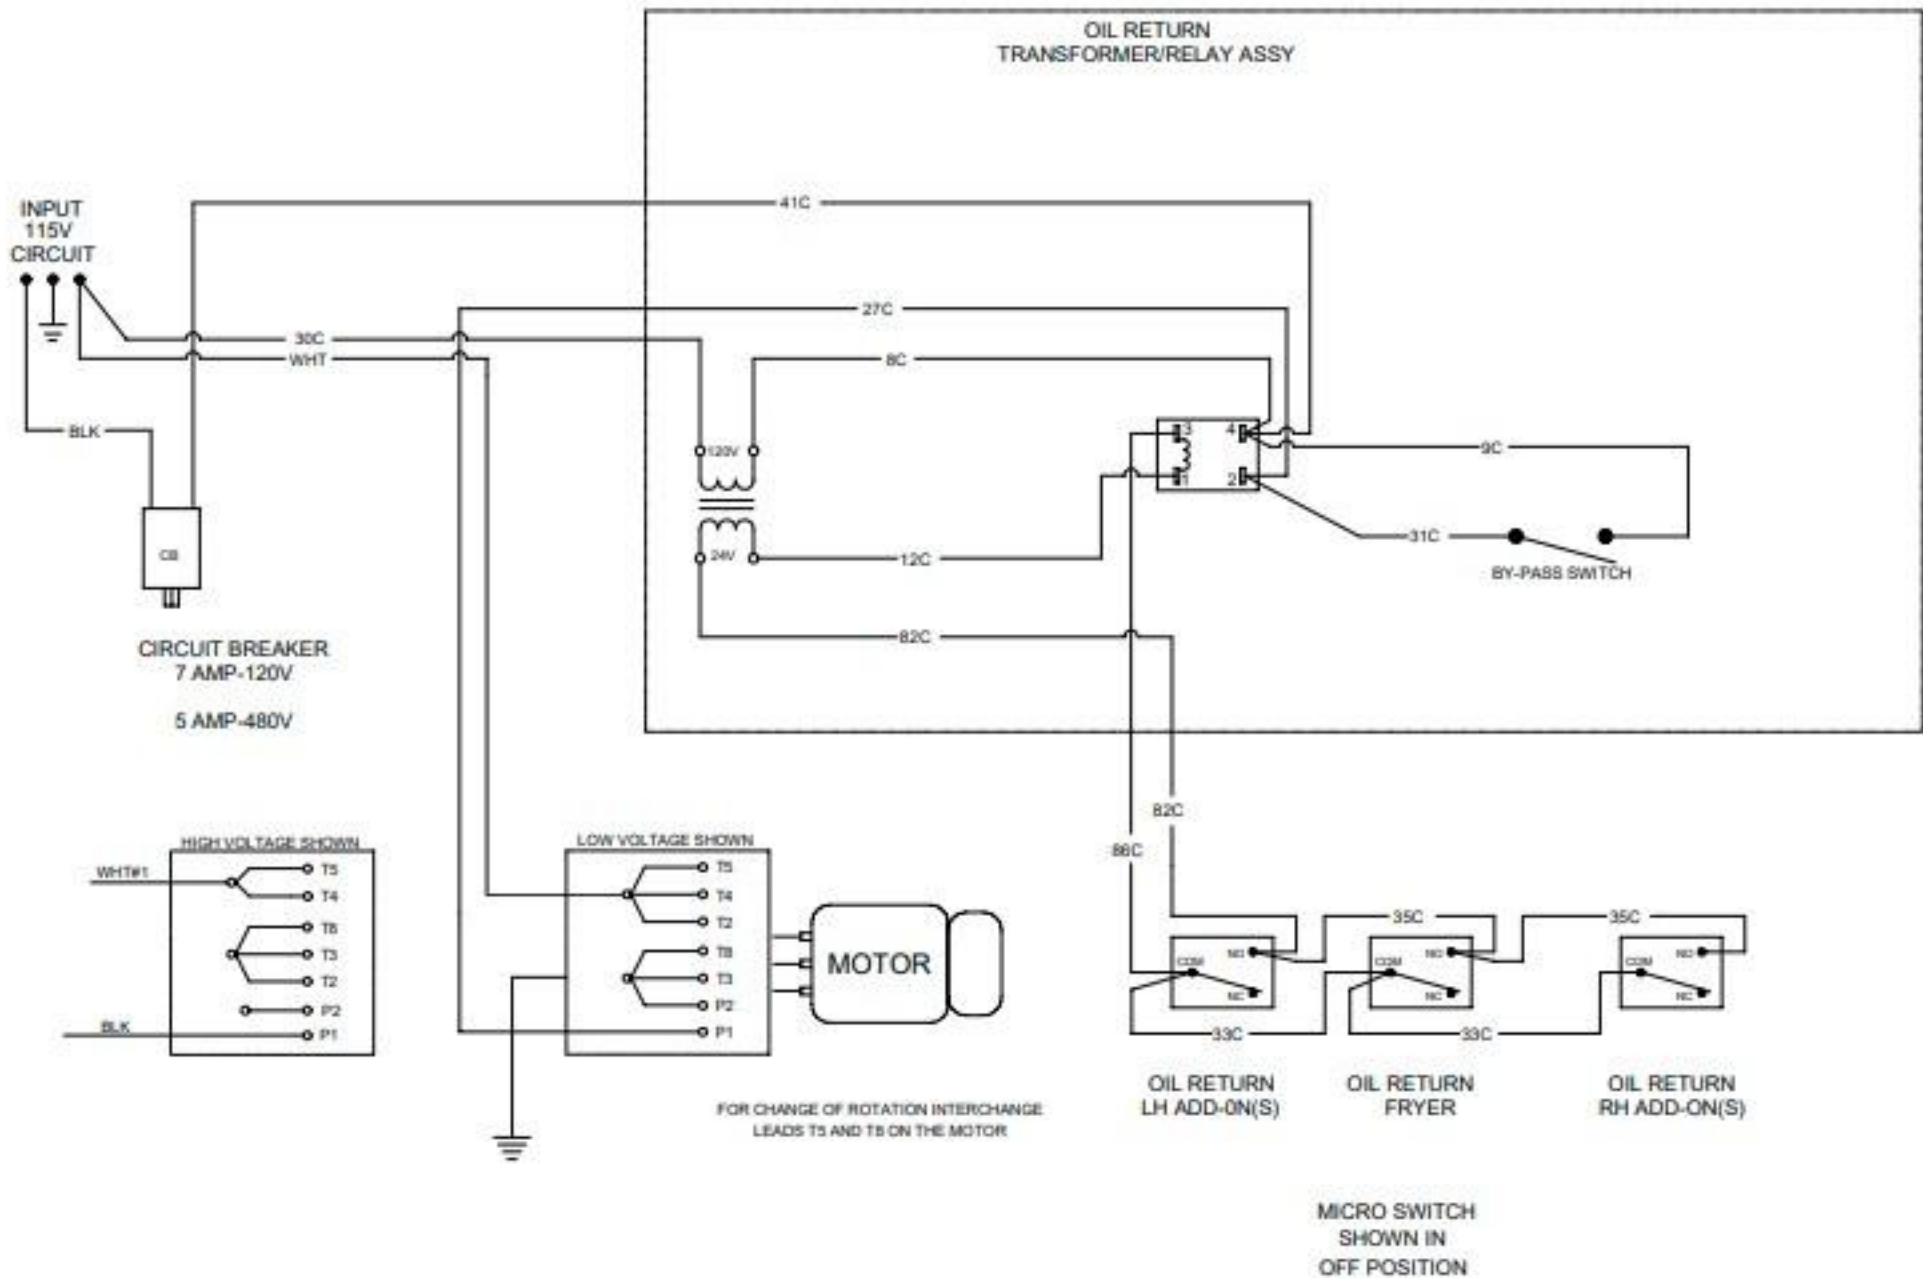 OIL RETURN
TRANSFORMER/RELAY ASSY
INPUT
115V
CIRCUIT
41C
27C
30C
WHT
8C
BLK
3
4
1
2
9C
120V
24V
CB
12C
31C
BY-PASS SWITCH
82C
CIRCUIT BREAKER
7 AMP-120V
5 AMP-480V
82C
86C
HIGH VOLTAGE SHOWN
WHT#1
T5
T4
T8
T3
T2
P2
BLK
P1
LOW VOLTAGE SHOWN
T5
T4
T2
T8
T3
P2
P1
MOTOR
35C
35C
NO
COM
NC
NO
COM
NC
NO
COM
NC
33C
33C
OIL RETURN
LH ADD-0N(S)
OIL RETURN
FRYER
OIL RETURN
RH ADD-ON(S)
FOR CHANGE OF ROTATION INTERCHANGE
LEADS T5 AND T8 ON THE MOTOR
MICRO SWITCH
SHOWN IN
OFF POSITION